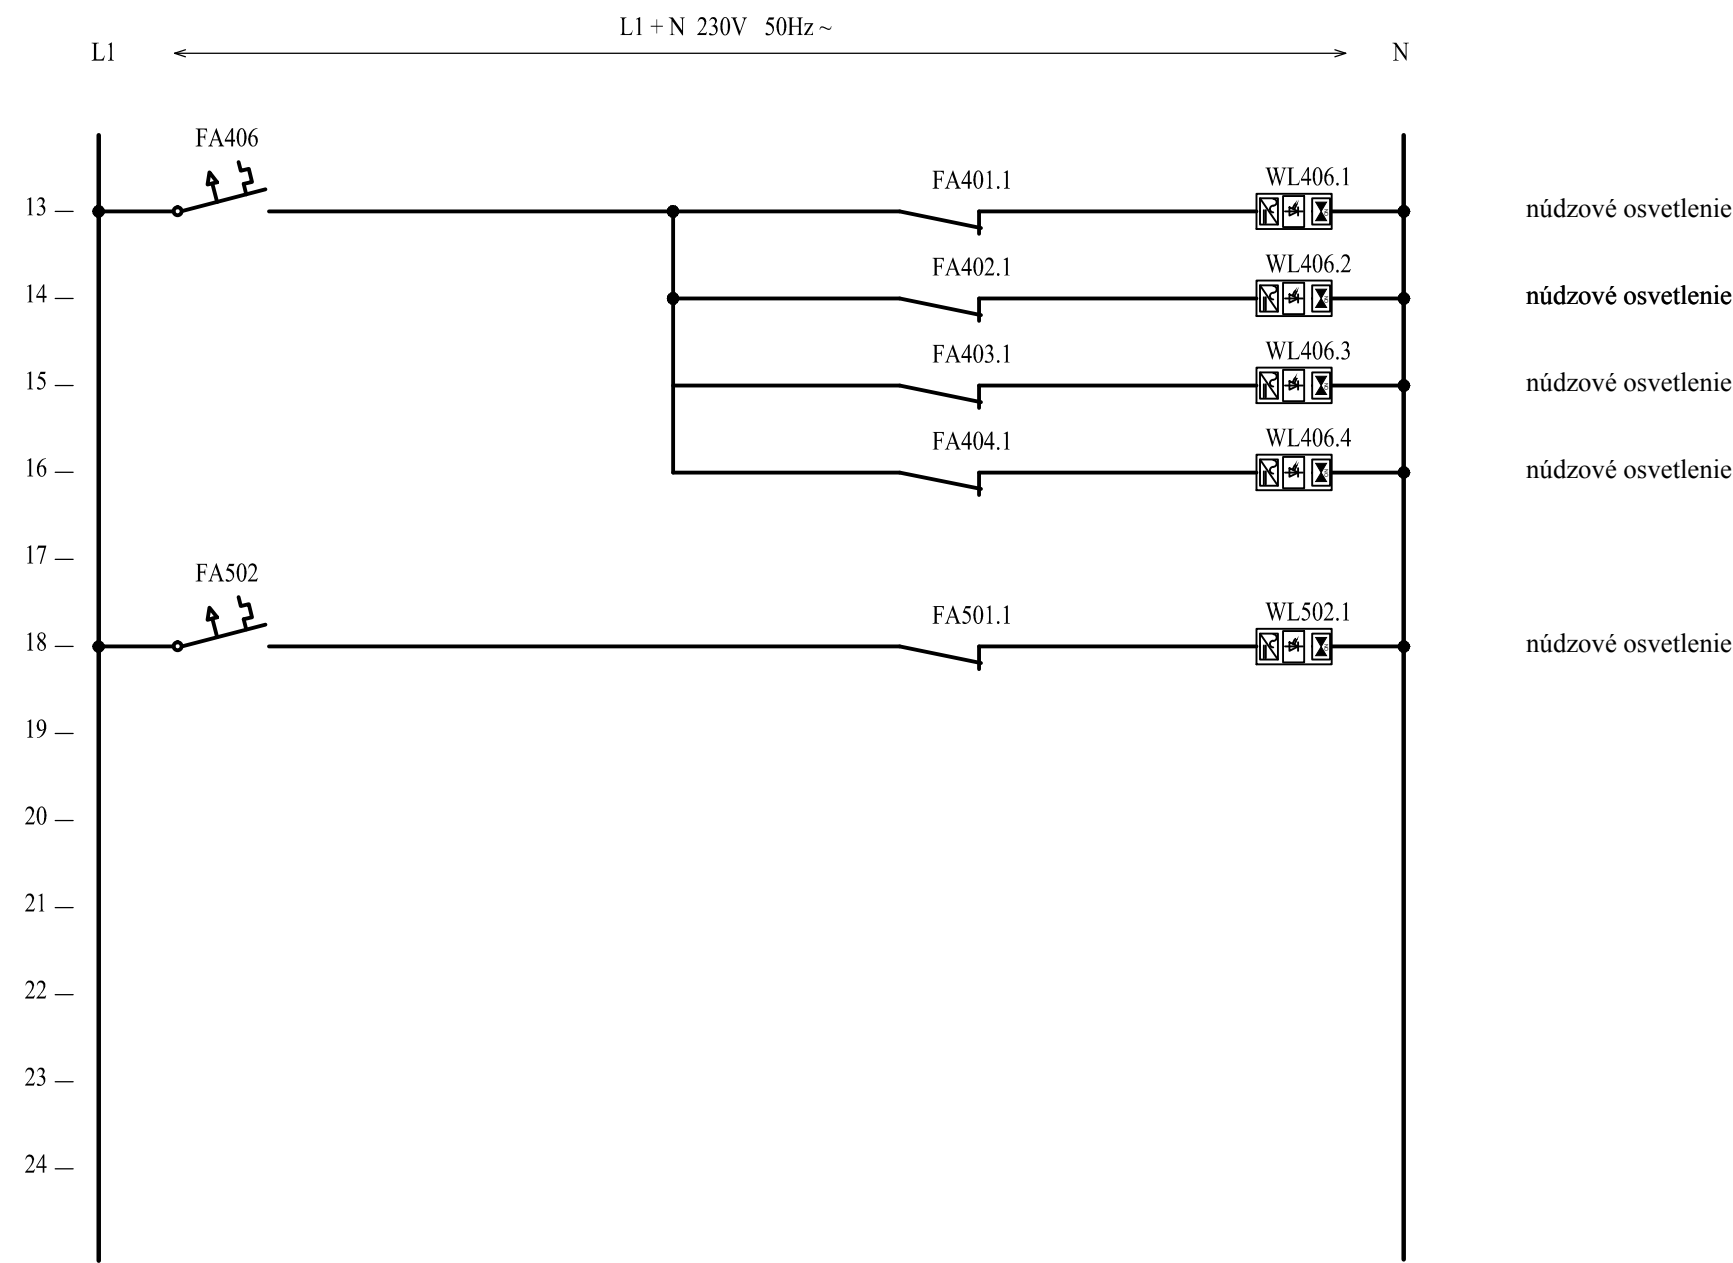 L1 + N 230V 50Hz ~
L1 N
FA406
13 FA401.1 WL406.1 núdzové osvetlenie
14 FA402.1 WL406.2 núdzové osvetlenie
15 FA403.1 WL406.3 núdzové osvetlenie
16 FA404.1 WL406.4 núdzové osvetlenie
17
FA502
18 FA501.1 WL502.1 núdzové osvetlenie
19
20
21
22
23
24